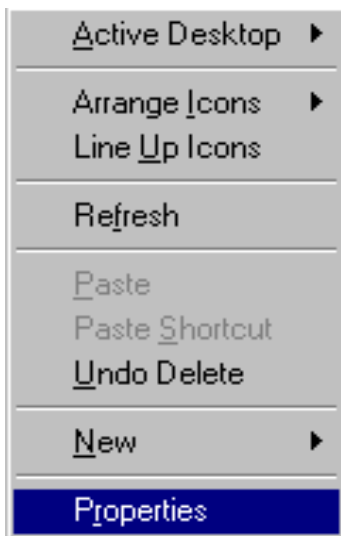 Active Desktop
Arrange Icons
Line Up Icons
Refresh
Paste
Paste Shortcut
Undo Delete
New
Properties